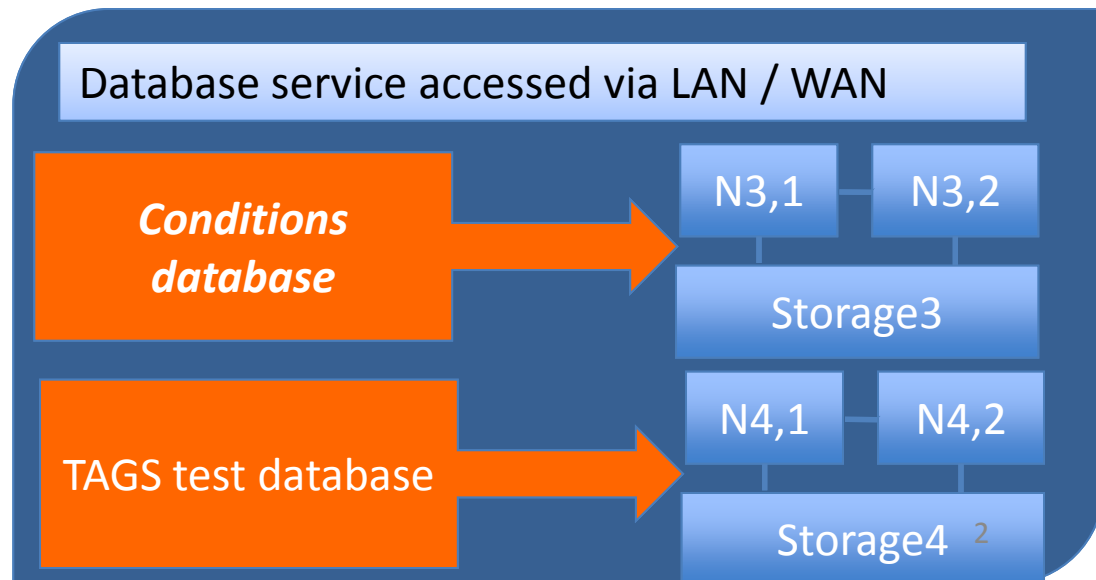 Database service accessed via LAN / WAN
Conditions
database
N3,1
N3,2
Storage3
TAGS test database
N4,1
N4,2
Storage4
2